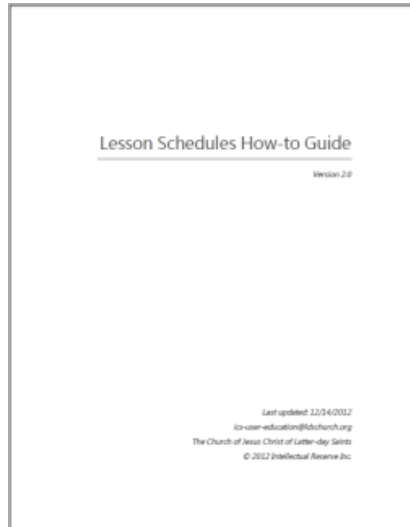 Lesson Schedules How-to Guide
Version 2.0
Last updated: 12/14/2012
ics-user-education@ldschurch.org
The Church of Jesus Christ of Latter-day Saints
© 2012 Intellectual Reserve Inc.